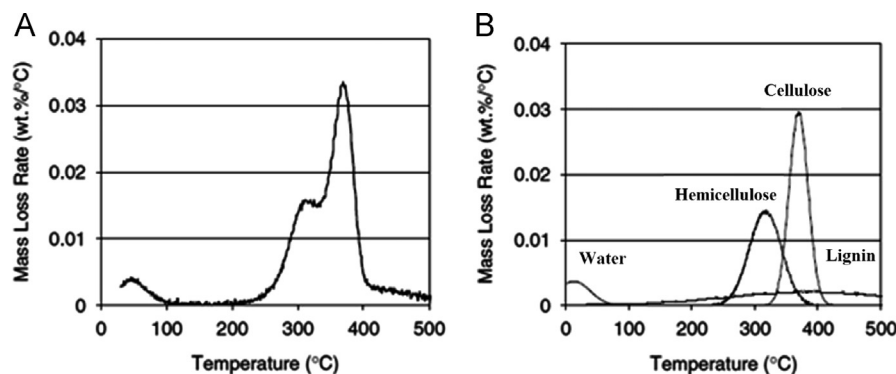 A
0.04
0.03
0.02
0.01
0
Mass Loss Rate (wt.%/°C)
0
100
200
300
400
500
Temperature (°C)
B
0.04
0.03
0.02
0.01
0
Mass Loss Rate (wt.%/°C)
Cellulose
Hemicellulose
Water
Lignin
0
100
200
300
400
500
Temperature (°C)